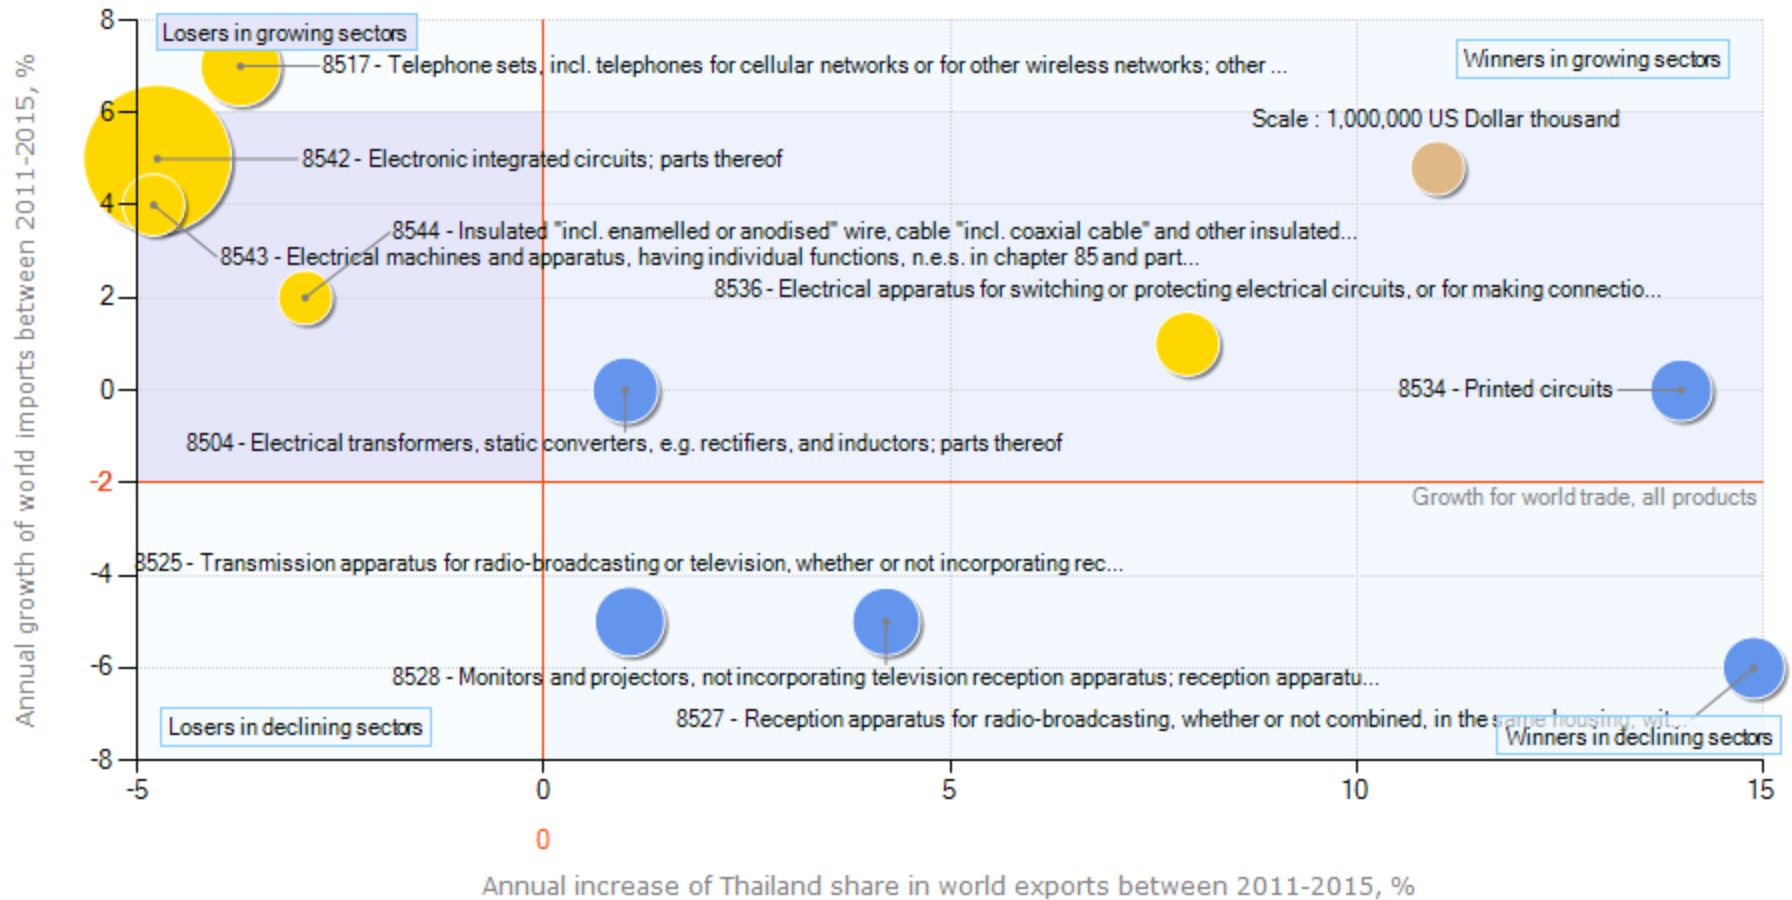 Annual growth of world imports between 2011-2015, %
8
6
4
2
0
-2
-4
-6
-8
Losers in growing sectors
Winners in growing sectors
8517 - Telephone sets, incl. telephones for cellular networks or for other wireless networks; other ...
Scale : 1,000,000 US Dollar thousand
8542 - Electronic integrated circuits; parts thereof
8544 - Insulated "incl. enamelled or anodised" wire, cable "incl. coaxial cable" and other insulated...
8543 - Electrical machines and apparatus, having individual functions, n.e.s. in chapter 85 and part...
8536 - Electrical apparatus for switching or protecting electrical circuits, or for making connectio...
8534 - Printed circuits
8504 - Electrical transformers, static converters, e.g. rectifiers, and inductors; parts thereof
Growth for world trade, all products
8525 - Transmission apparatus for radio-broadcasting or television, whether or not incorporating rec...
8528 - Monitors and projectors, not incorporating television reception apparatus; reception apparatu...
8527 - Reception apparatus for radio-broadcasting, whether or not combined, in the same housing, wit...
Losers in declining sectors
Winners in declining sectors
-5
0
5
10
15
0
Annual increase of Thailand share in world exports between 2011-2015, %